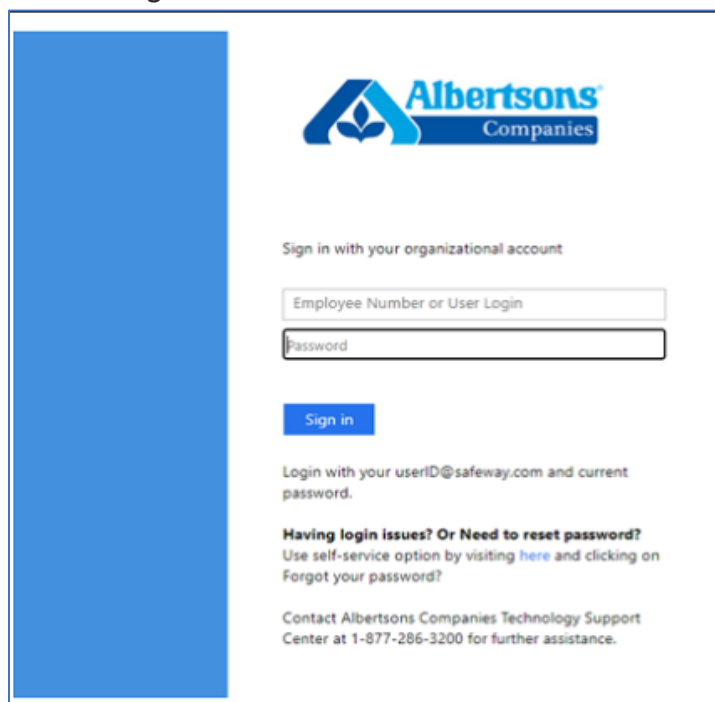 Albertsons®
Companies
Sign in with your organizational account
Employee Number or User Login
Password
Sign in
Login with your userID@safeway.com and current
password.
Having login issues? Or Need to reset password?
Use self-service option by visiting here and clicking on
Forgot your password?
Contact Albertsons Companies Technology Support
Center at 1-877-286-3200 for further assistance.